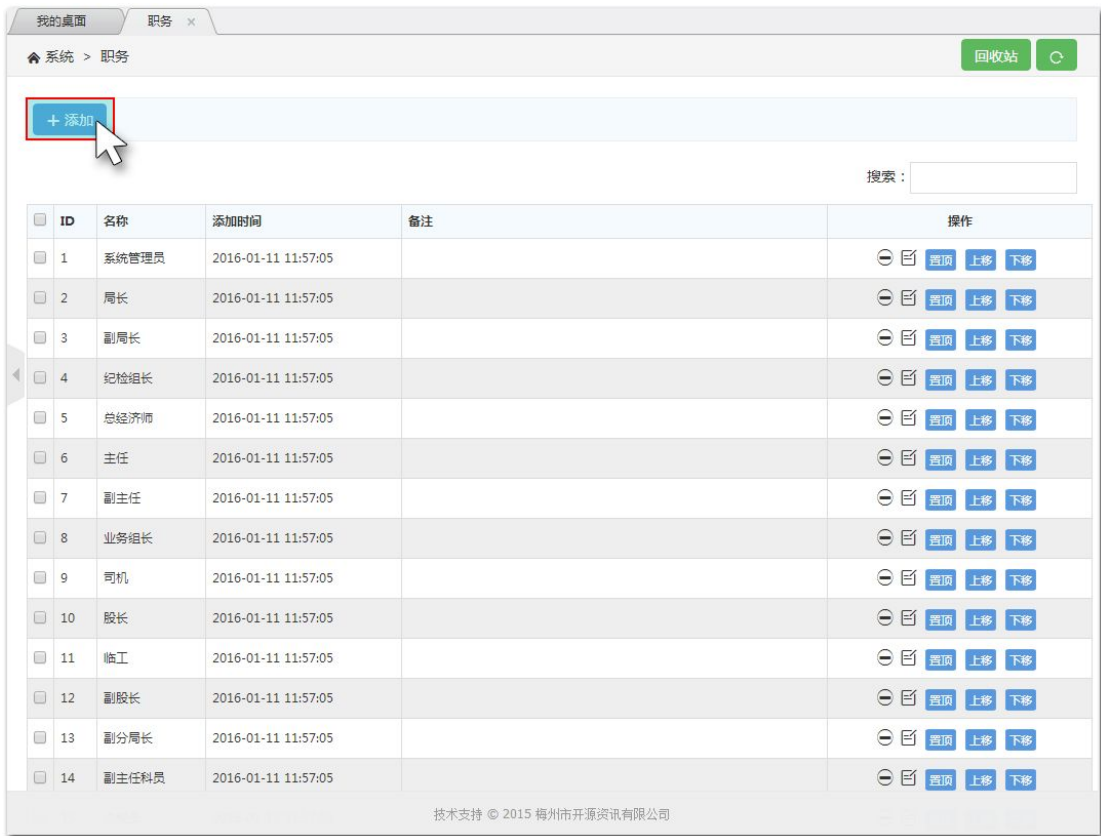 我的桌面 职务 ×
系统 > 职务 回收站
+ 添加
搜索：
ID 名称 添加时间 备注 操作
1 系统管理员 2016-01-11 11:57:05 置顶 上移 下移
2 局长 2016-01-11 11:57:05 置顶 上移 下移
3 副局长 2016-01-11 11:57:05 置顶 上移 下移
4 纪检组长 2016-01-11 11:57:05 置顶 上移 下移
5 总经济师 2016-01-11 11:57:05 置顶 上移 下移
6 主任 2016-01-11 11:57:05 置顶 上移 下移
7 副主任 2016-01-11 11:57:05 置顶 上移 下移
8 业务组长 2016-01-11 11:57:05 置顶 上移 下移
9 司机 2016-01-11 11:57:05 置顶 上移 下移
10 股长 2016-01-11 11:57:05 置顶 上移 下移
11 临工 2016-01-11 11:57:05 置顶 上移 下移
12 副股长 2016-01-11 11:57:05 置顶 上移 下移
13 副分局长 2016-01-11 11:57:05 置顶 上移 下移
14 副主任科员 2016-01-11 11:57:05 置顶 上移 下移
技术支持 © 2015 梅州市开源资讯有限公司